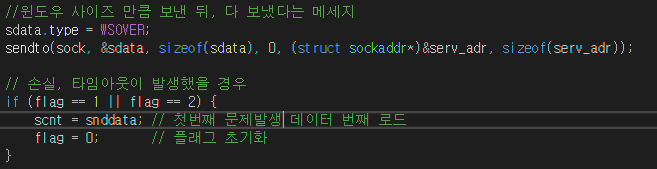 //윈도우 사이즈 만큼 보낸 뒤, 다 보냈다는 메세지
sdata.type = WSOVER;
sendto(sock, &sdata, sizeof(sdata), 0, (struct sockaddr*)&serv_adr, sizeof(serv_adr));
// 손실, 타임아웃이 발생했을 경우
if (flag == 1 || flag == 2) {
scnt = snddata; // 첫번째 문제발생 데이터 번째 로드
flag = 0; // 플래그 초기화
}